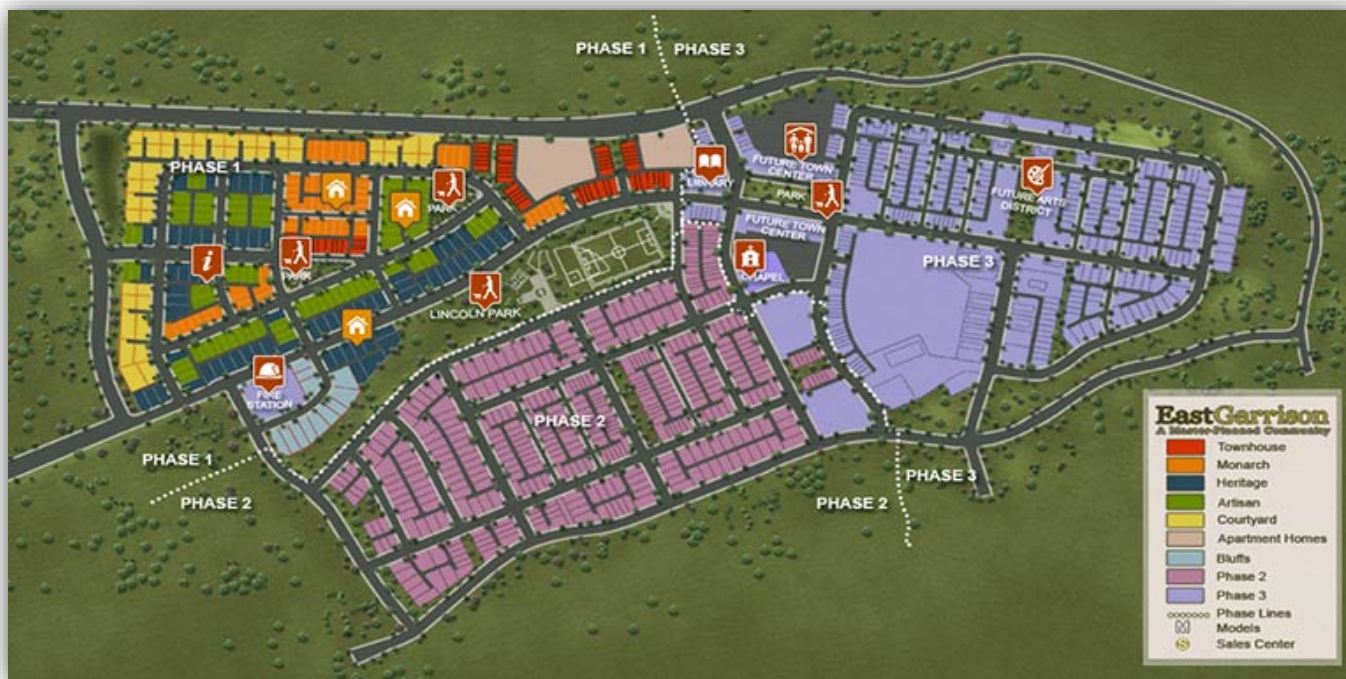 PHASE 1
PHASE 3
PHASE 1
FUTURE TOWN
CENTER
LIBRARY
PARK
PARK
FUTURE ARTS
DISTRICT
FUTURE TOWN
CENTER
PARK
CHAPEL
PHASE 3
LINCOLN PARK
FIRE
STATION
PHASE 2
PHASE 1
PHASE 2
PHASE 2
PHASE 3
EastGarrison
A Master-Planned Community
Townhouse
Monarch
Heritage
Artisan
Courtyard
Apartment Homes
Bluffs
Phase 2
Phase 3
Phase Lines
M Models
S Sales Center